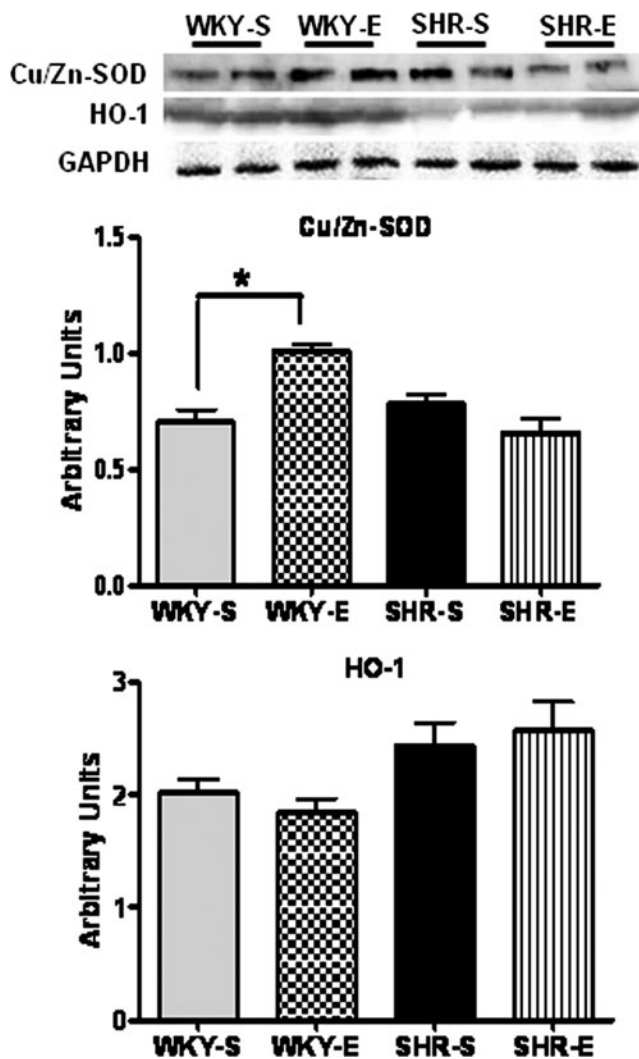 WKY-S WKY-E SHR-S SHR-E
Cu/Zn-SOD
HO-1
GAPDH
Cu/Zn-SOD
1.5
*
1.0
0.5
0.0
Arbitrary Units
WKY-S WKY-E SHR-S SHR-E
HO-1
3
2
1
0
Arbitrary Units
WKY-S WKY-E SHR-S SHR-E